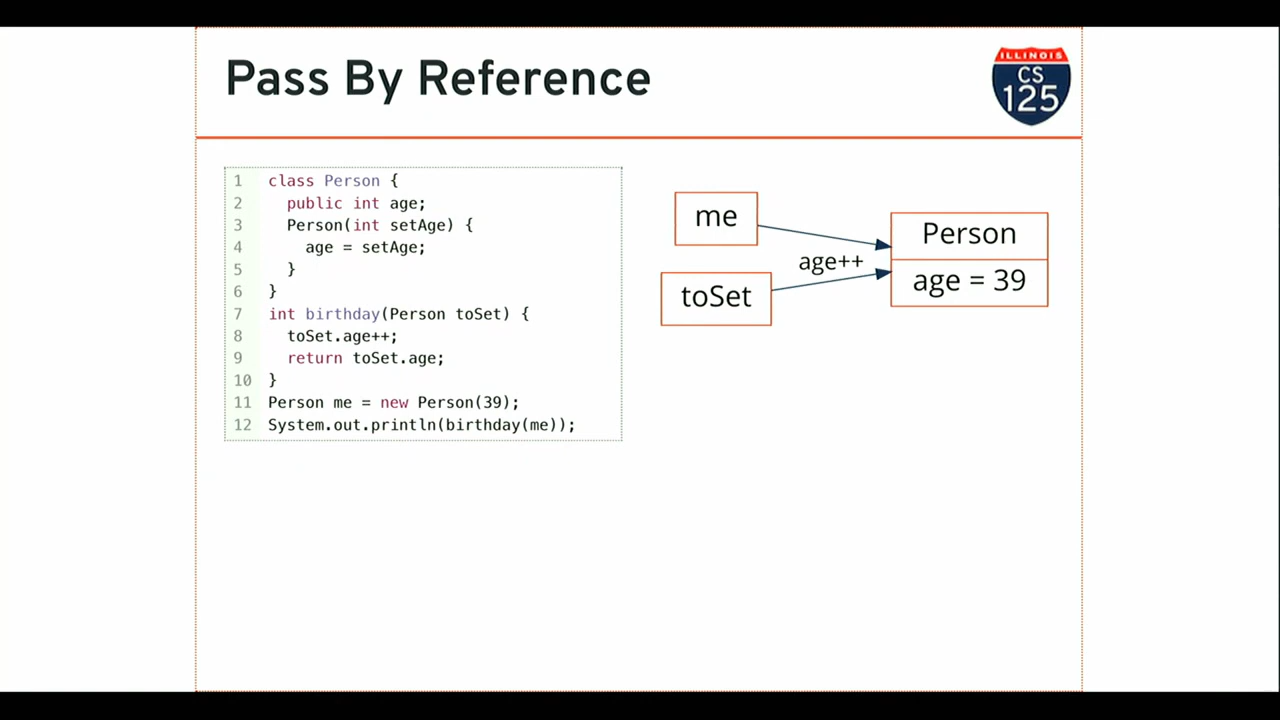 Pass By Reference
ILLINOIS
CS
125
1 class Person {
2   public int age;
3   Person(int setAge) {
4     age = setAge;
5   }
6 }
7 int birthday(Person toSet) {
8   toSet.age++;
9   return toSet.age;
10 }
11 Person me = new Person(39);
12 System.out.println(birthday(me));
me
Person
age++
age = 39
toSet